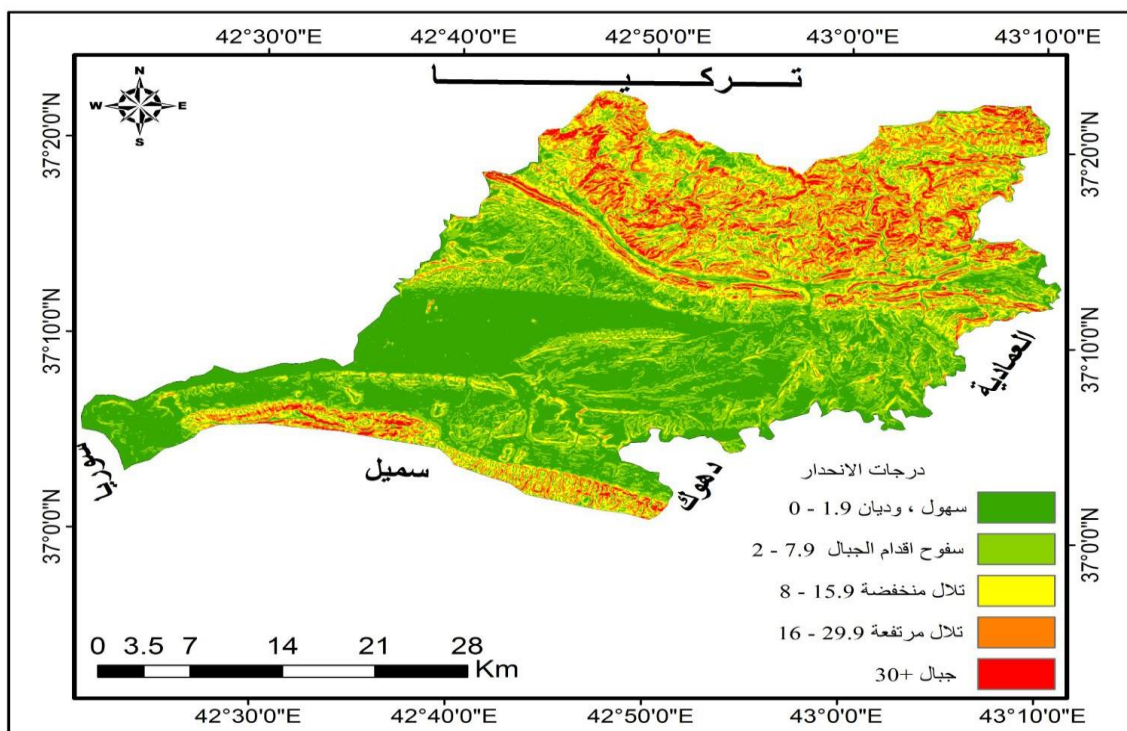 42°30'0"E 42°40'0"E 42°50'0"E 43°0'0"E 43°10'0"E
تـــركـــيـــا
N
W E
S
37°20'0"N
37°20'0"N
37°10'0"N
37°10'0"N
العمادية
سوريا
سميل
دهوك
37°0'0"N
37°0'0"N
درجات الانحدار
سهول ، وديان 1.9 - 0
سفوح اقدام الجبال 7.9 - 2
تلال منخفضة 15.9 - 8
تلال مرتفعة 29.9 - 16
جبال +30
0 3.5 7 14 21 28
Km
42°30'0"E 42°40'0"E 42°50'0"E 43°0'0"E 43°10'0"E